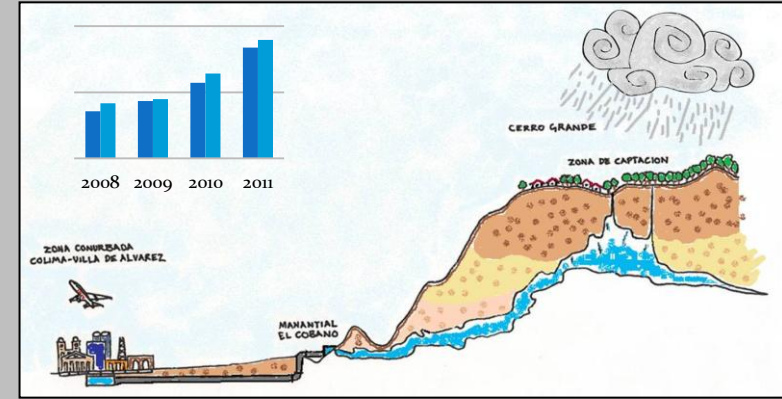 2008 2009 2010 2011
CERRO GRANDE
ZONA DE CAPTACION
ZONA CONURBADA
COLIMA-VILLA DE ALVAREZ
MANANTIAL
EL COBANO